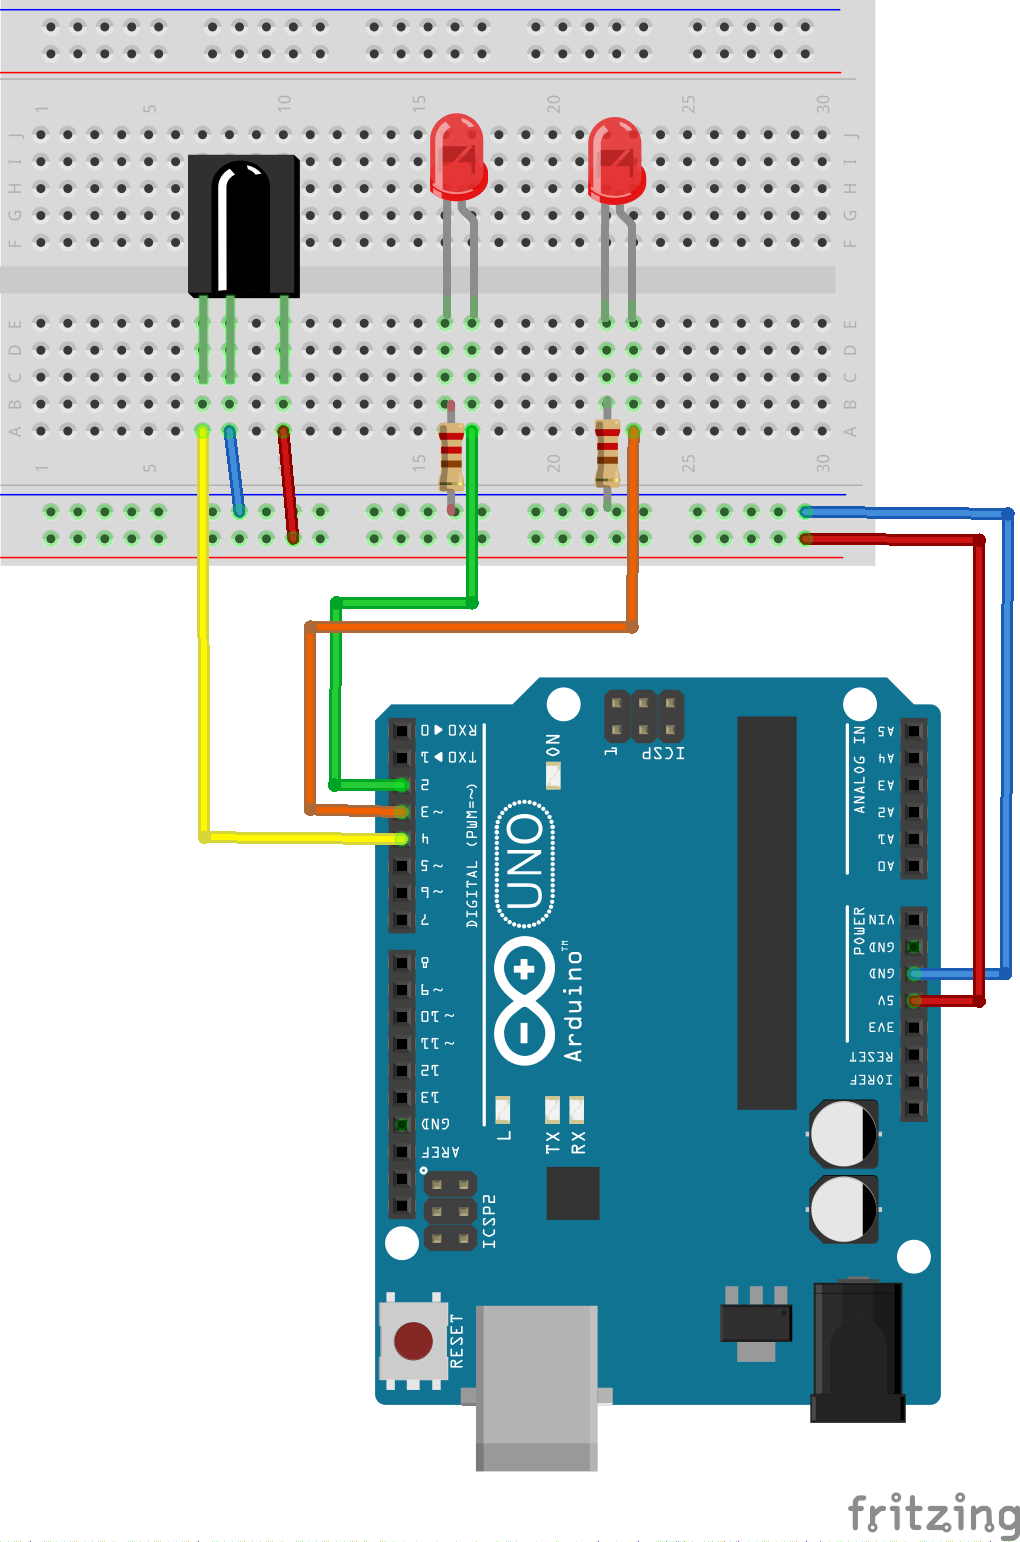 1 5 10 15 20 25 30
J J
I I
H H
G G
F F
E E
D D
C C
B B
A A
1 5 10 15 20 25 30
RX0 ◀ 0
TX0 ▶ 1
2
~ 3
4
~ 5
~ 6
7
8
~ 9
~ 10
~ 11
12
13
GND
AREF
DIGITAL (PWM=~)
ON
1
ICSP
UNO
Arduino™
L
TX
RX
ICSP2
RESET
ANALOG IN
A5
A4
A3
A2
A1
A0
POWER
VIN
GND
GND
5V
3V3
RESET
IOREF
fritzing